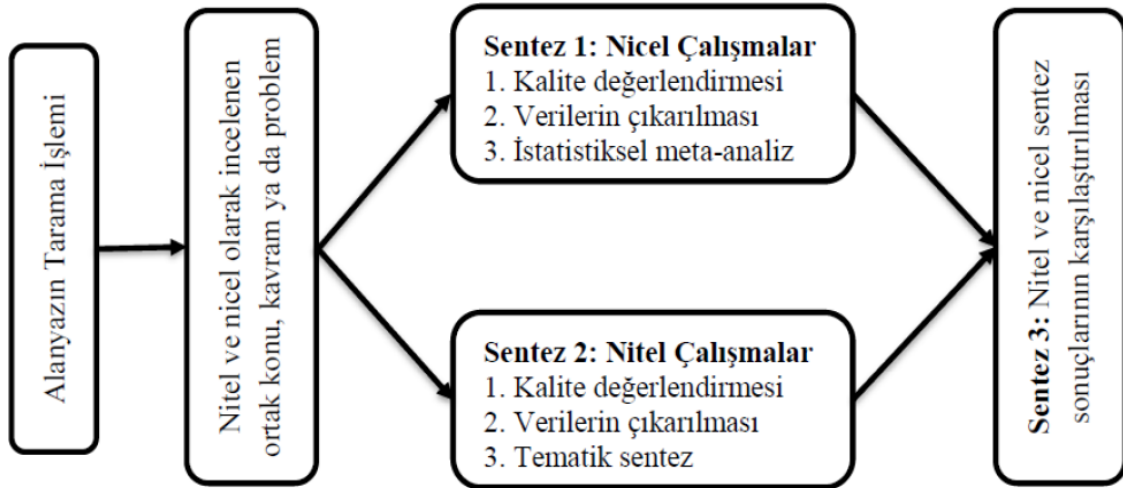 Alanyazın Tarama İşlemi
Nitel ve nicel olarak incelenen
ortak konu, kavram ya da problem
Sentez 1: Nicel Çalışmalar
1. Kalite değerlendirmesi
2. Verilerin çıkarılması
3. İstatistiksel meta-analiz
Sentez 2: Nitel Çalışmalar
1. Kalite değerlendirmesi
2. Verilerin çıkarılması
3. Tematik sentez
Sentez 3: Nitel ve nicel sentez
sonuçlarının karşılaştırılması